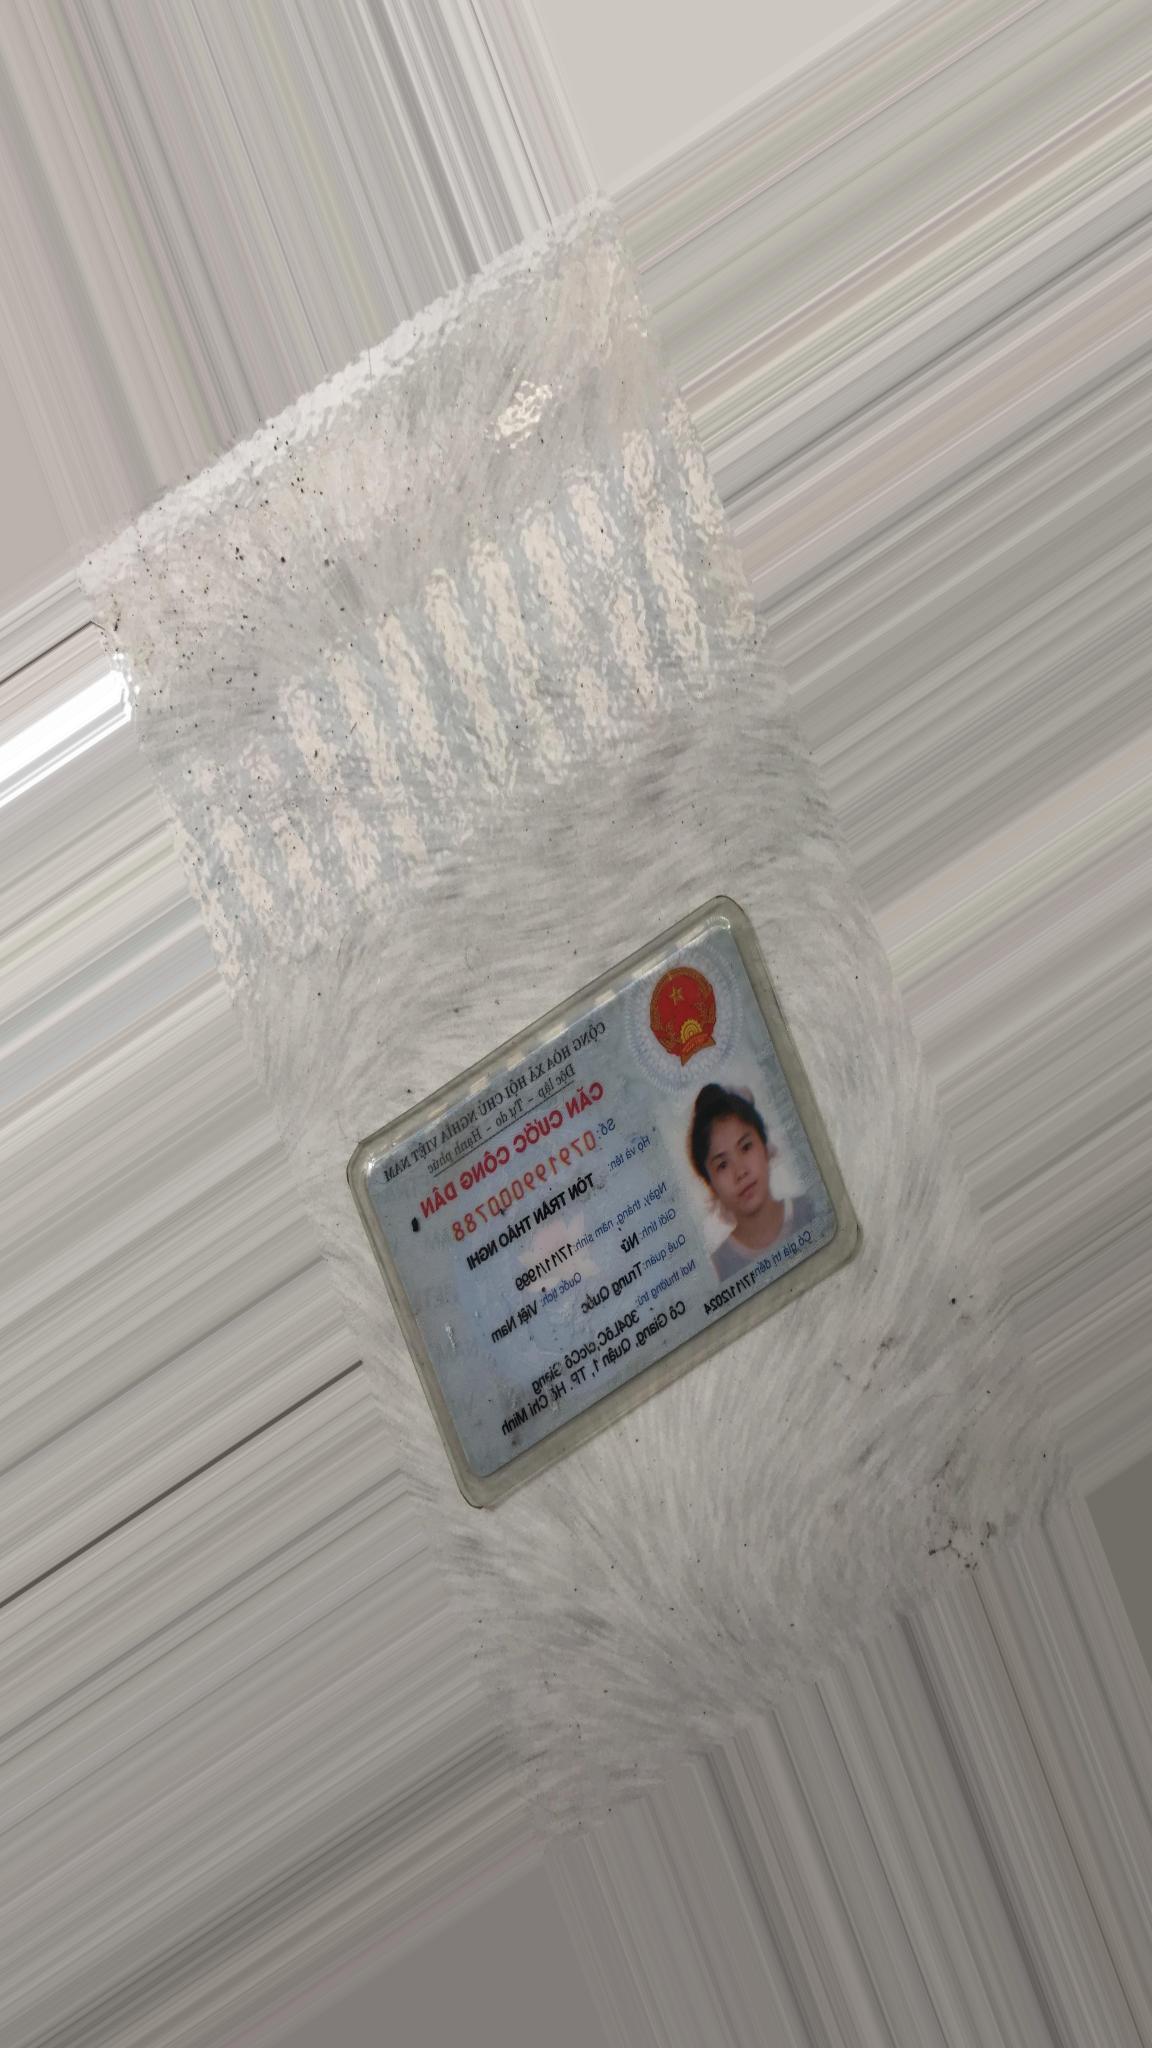 CỘNG HÒA XÃ HỘI CHỦ NGHĨA VIỆT NAM
Độc lập - Tự do - Hạnh phúc
CĂN CƯỚC CÔNG DÂN
Số: 079199000788
Họ và tên:
TÔN TRẦN THẢO NGHI
Ngày, tháng, năm sinh: 17/11/1999
Giới tính: Nữ Quốc tịch: Việt Nam
Quê quán: Trung Quốc
Nơi thường trú: 304LôC,c/cCô Giang
Cô Giang, Quận 1, TP. Hồ Chí Minh
Có giá trị đến: 17/11/2024